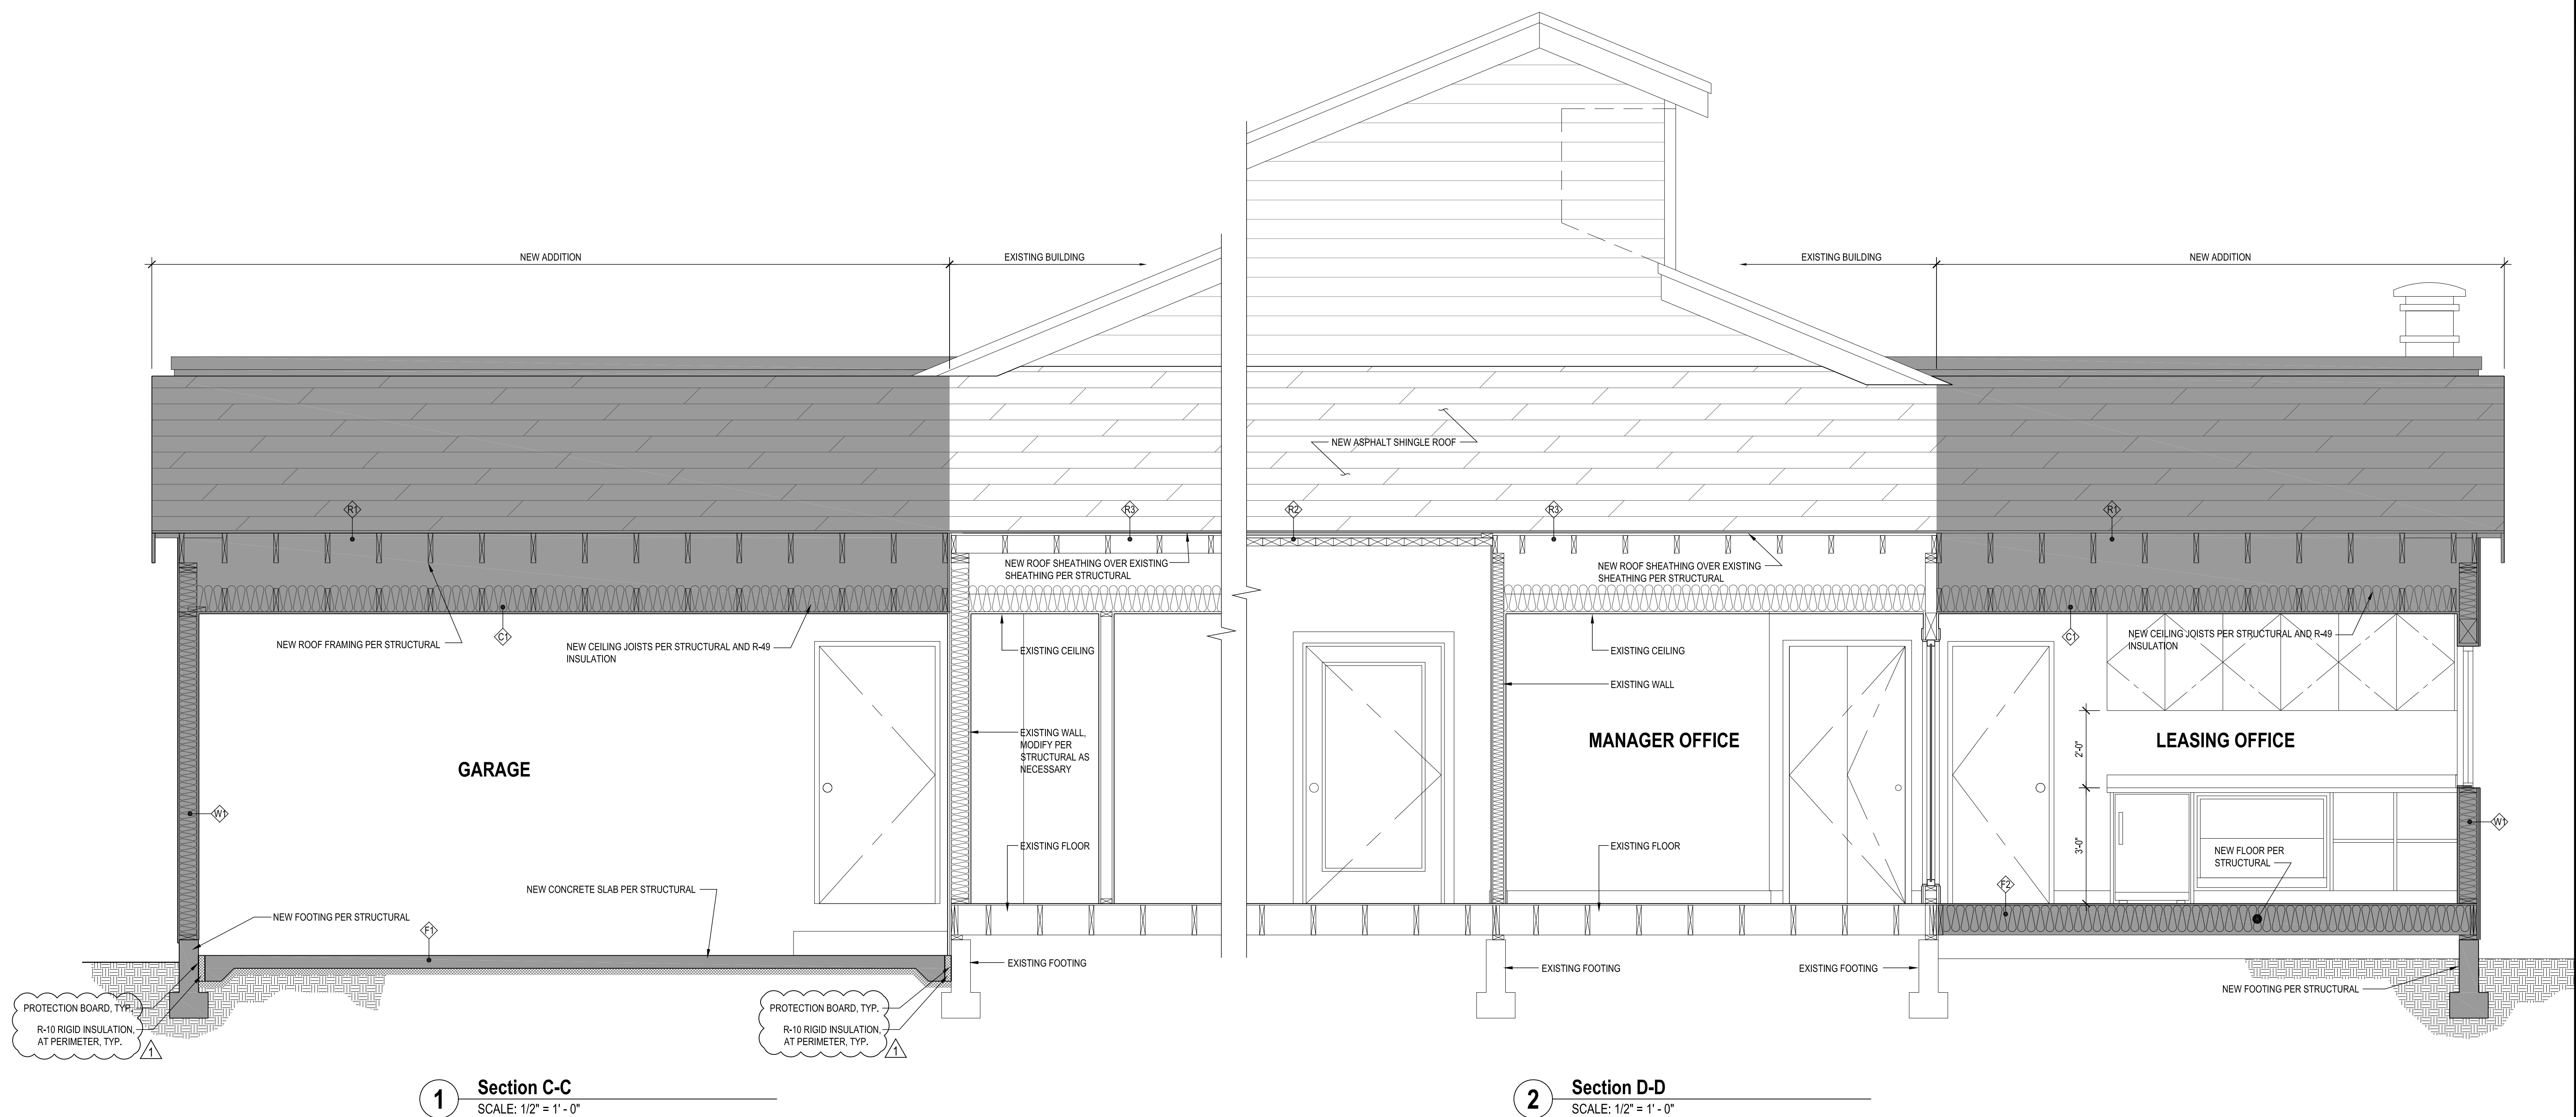 NEW ADDITION
EXISTING BUILDING
EXISTING BUILDING
NEW ADDITION
NEW ASPHALT SHINGLE ROOF
R1
R3
R2
R3
R1
NEW ROOF SHEATHING OVER EXISTING
SHEATHING PER STRUCTURAL
NEW ROOF SHEATHING OVER EXISTING
SHEATHING PER STRUCTURAL
C1
C1
NEW ROOF FRAMING PER STRUCTURAL
NEW CEILING JOISTS PER STRUCTURAL AND R-49
INSULATION
EXISTING CEILING
EXISTING CEILING
NEW CEILING JOISTS PER STRUCTURAL AND R-49
INSULATION
EXISTING WALL
EXISTING WALL,
MODIFY PER
STRUCTURAL AS
NECESSARY
GARAGE
MANAGER OFFICE
LEASING OFFICE
2'-0"
3'-0"
W1
W1
EXISTING FLOOR
EXISTING FLOOR
NEW FLOOR PER
STRUCTURAL
F2
NEW CONCRETE SLAB PER STRUCTURAL
NEW FOOTING PER STRUCTURAL
F1
EXISTING FOOTING
EXISTING FOOTING
EXISTING FOOTING
NEW FOOTING PER STRUCTURAL
PROTECTION BOARD, TYP.
R-10 RIGID INSULATION,
AT PERIMETER, TYP.
1
PROTECTION BOARD, TYP.
R-10 RIGID INSULATION,
AT PERIMETER, TYP.
1
1
Section C-C
SCALE: 1/2" = 1' - 0"
2
Section D-D
SCALE: 1/2" = 1' - 0"